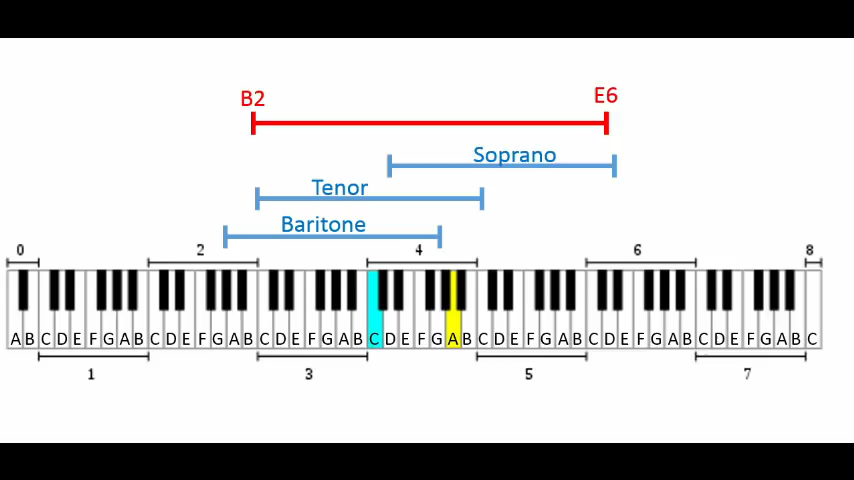 B2
E6
Soprano
Tenor
Baritone
0 2 4 6 8
A B C D E F G A B C D E F G A B C D E F G A B C D E F G A B C D E F G A B C D E F G A B C D E F G A B C
1 3 5 7